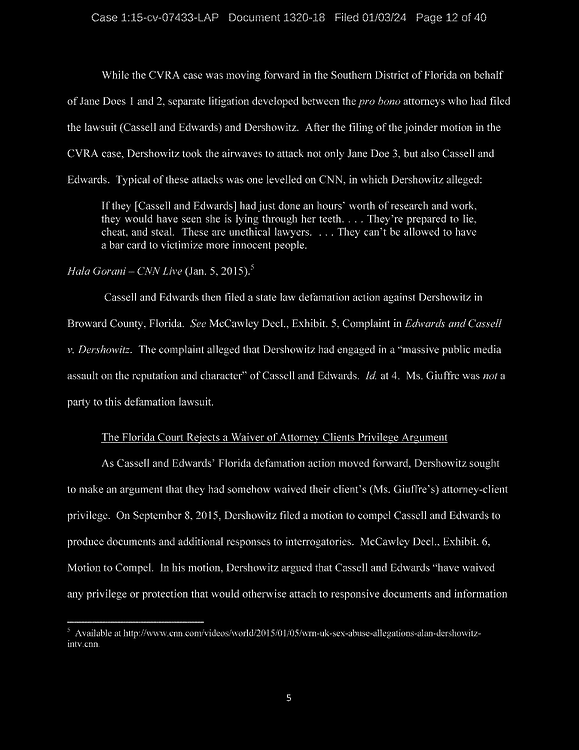 Case 1:15-cv-07433-LAP Document 1320-18 Filed 01/03/24 Page 12 of 40
While the CVRA case was moving forward in the Southern District of Florida on behalf
of Jane Does 1 and 2, separate litigation developed between the pro bono attorneys who had filed
the lawsuit (Cassell and Edwards) and Dershowitz. After the filing of the joinder motion in the
CVRA case, Dershowitz took the airwaves to attack not only Jane Doe 3, but also Cassell and
Edwards. Typical of these attacks was one levelled on CNN, in which Dershowitz alleged:
If they [Cassell and Edwards] had just done an hours' worth of research and work,
they would have seen she is lying through her teeth. . . . They're prepared to lie,
cheat, and steal. These are unethical lawyers. . . . They can't be allowed to have
a bar card to victimize more innocent people.
Hala Gorani – CNN Live (Jan. 5, 2015).5
Cassell and Edwards then filed a state law defamation action against Dershowitz in
Broward County, Florida. See McCawley Decl., Exhibit. 5, Complaint in Edwards and Cassell
v. Dershowitz. The complaint alleged that Dershowitz had engaged in a "massive public media
assault on the reputation and character" of Cassell and Edwards. Id. at 4. Ms. Giuffre was not a
party to this defamation lawsuit.
The Florida Court Rejects a Waiver of Attorney Clients Privilege Argument
As Cassell and Edwards' Florida defamation action moved forward, Dershowitz sought
to make an argument that they had somehow waived their client's (Ms. Giuffre's) attorney-client
privilege. On September 8, 2015, Dershowitz filed a motion to compel Cassell and Edwards to
produce documents and additional responses to interrogatories. McCawley Decl., Exhibit. 6,
Motion to Compel. In his motion, Dershowitz argued that Cassell and Edwards "have waived
any privilege or protection that would otherwise attach to responsive documents and information
5 Available at http://www.cnn.com/videos/world/2015/01/05/wrn-uk-sex-abuse-allegations-alan-dershowitz-
intv.cnn.
5